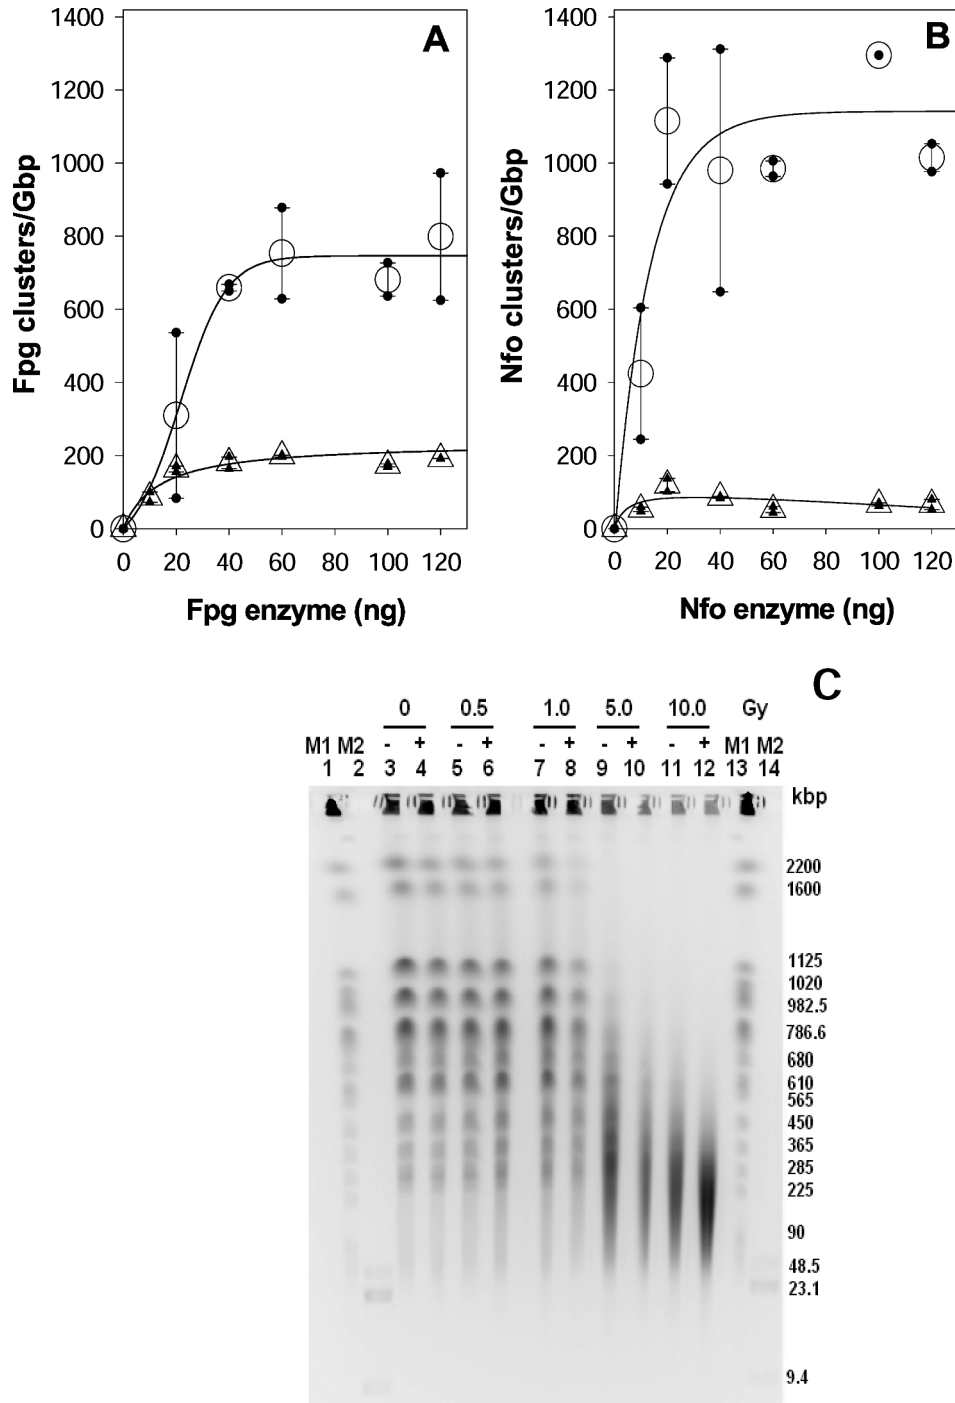 A
1400
1200
1000
800
600
400
200
0
Fpg clusters/Gbp
0 20 40 60 80 100 120
Fpg enzyme (ng)
B
1400
1200
1000
800
600
400
200
0
Nfo clusters/Gbp
0 20 40 60 80 100 120
Nfo enzyme (ng)
C
0 0.5 1.0 5.0 10.0 Gy
M1 M2 - + - + - + - + - + M1 M2
1 2 3 4 5 6 7 8 9 10 11 12 13 14
kbp
2200
1600
1125
1020
982.5
786.6
680
610
565
450
365
285
225
90
48.5
23.1
9.4